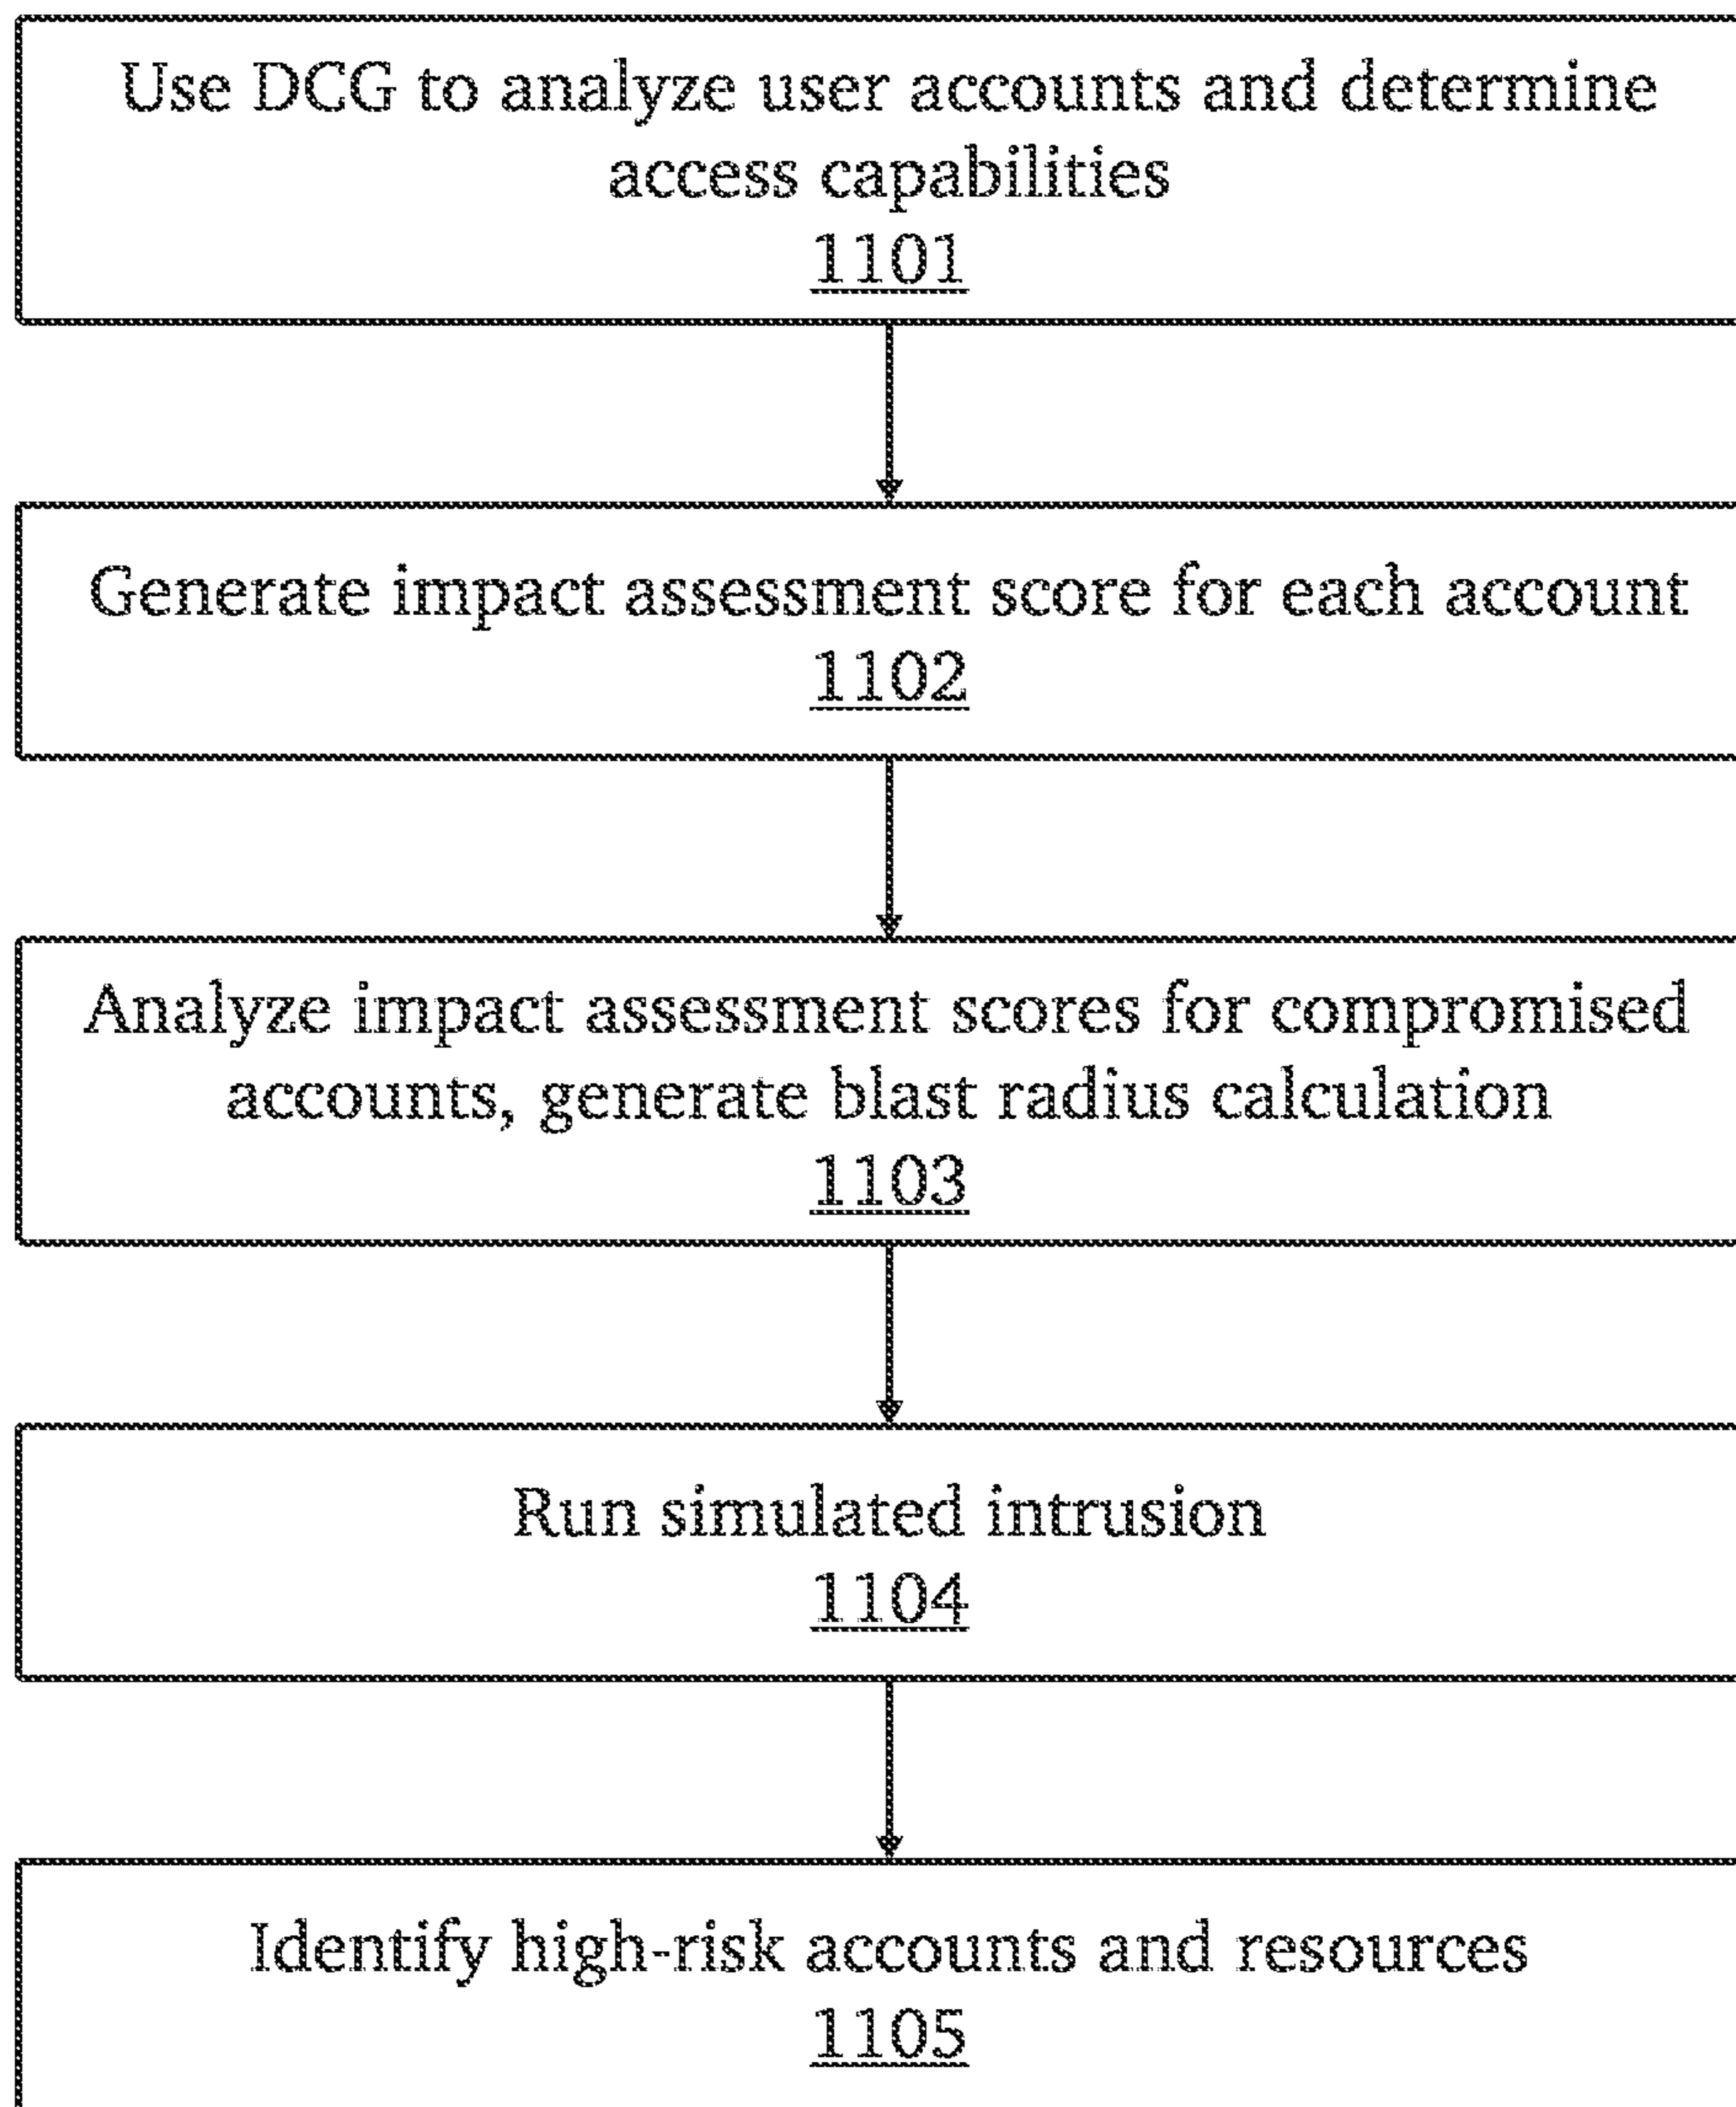 Use DCG to analyze user accounts and determine
access capabilities
1101
Generate impact assessment score for each account
1102
Analyze impact assessment scores for compromised
accounts, generate blast radius calculation
1103
Run simulated intrusion
1104
Identify high-risk accounts and resources
1105